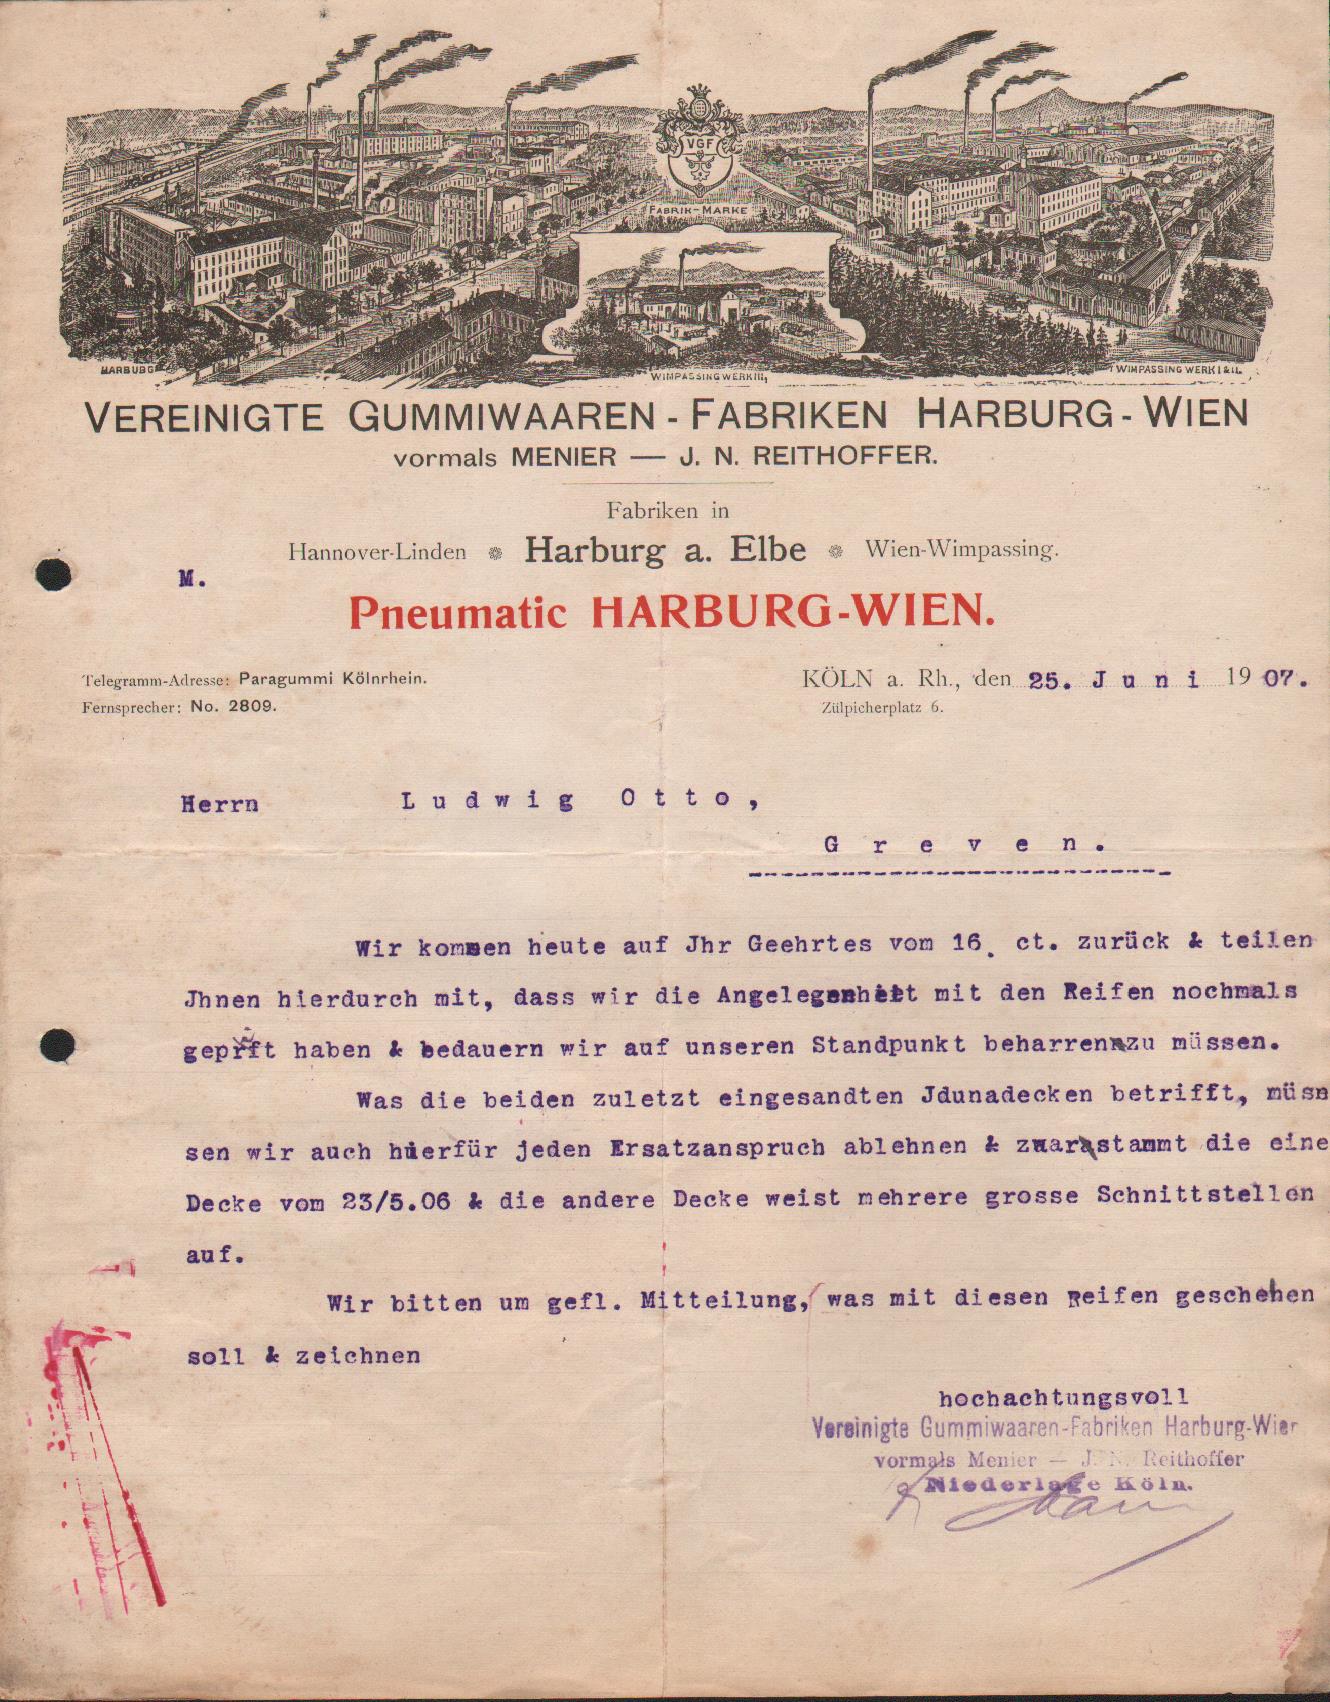 VGF
FABRIK-MARKE
HARBURG
WIMPASSING WERK III,
WIMPASSING WERK I & II.
VEREINIGTE GUMMIWAAREN-FABRIKEN HARBURG-WIEN
vormals MENIER — J. N. REITHOFFER.
Fabriken in
Hannover-Linden Harburg a. Elbe Wien-Wimpassing.
M.
Pneumatic HARBURG-WIEN.
Telegramm-Adresse: Paragummi Kölnrhein.
Fernsprecher: No. 2809.
KÖLN a. Rh., den 25. Juni 1907.
Zülpicherplatz 6.
Herrn Ludwig Otto,
Greven.
Wir kommen heute auf Jhr Geehrtes vom 16. ct. zurück & teilen
Jhnen hierdurch mit, dass wir die Angelegenheit mit den Reifen nochmals
geprft haben & bedauern wir auf unseren Standpunkt beharren zu müssen.
Was die beiden zuletzt eingesandten Jdunadecken betrifft, müsn
sen wir auch hierfür jeden Ersatzanspruch ablehnen & zwar stammt die eine
Decke vom 23/5.06 & die andere Decke weist mehrere grosse Schnittstellen
auf.
Wir bitten um gefl. Mitteilung, was mit diesen Reifen geschehen
soll & zeichnen
hochachtungsvoll
Vereinigte Gummiwaaren-Fabriken Harburg-Wien
vormals Menier — J. N. Reithoffer
Niederlage Köln.